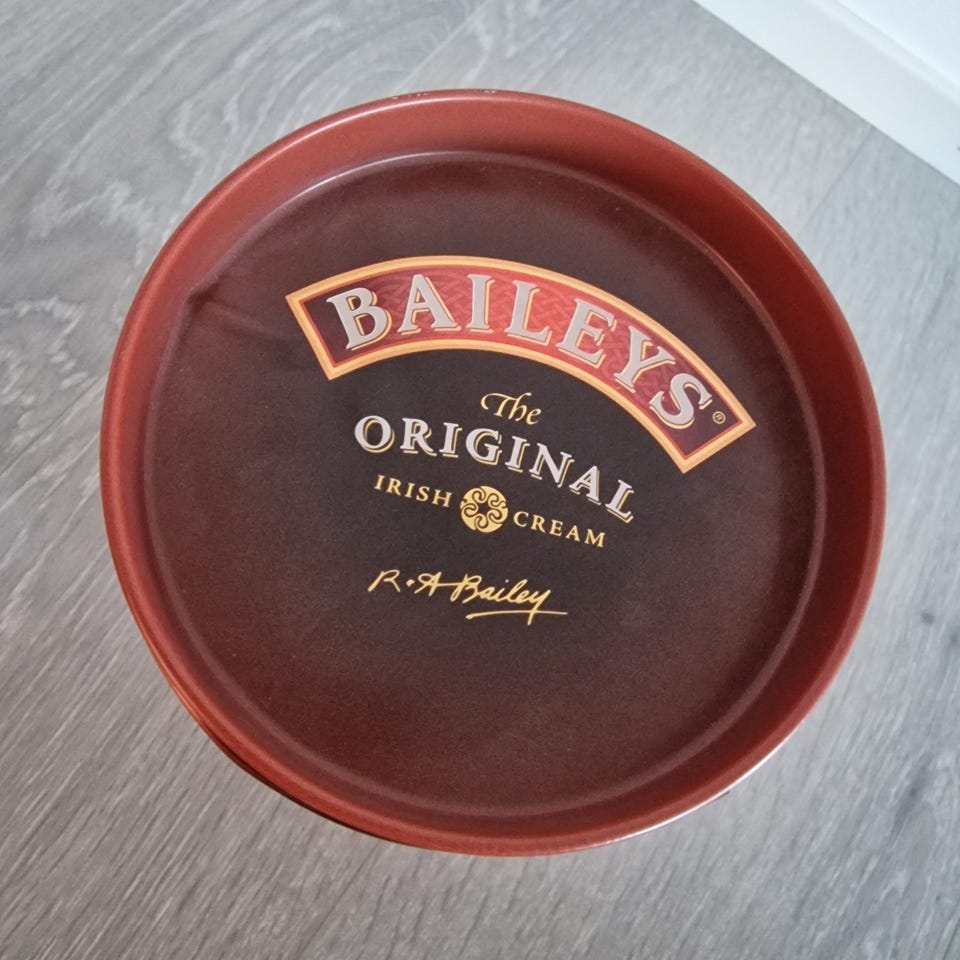 BAILEYS®
The
ORIGINAL
IRISH CREAM
R.A Bailey